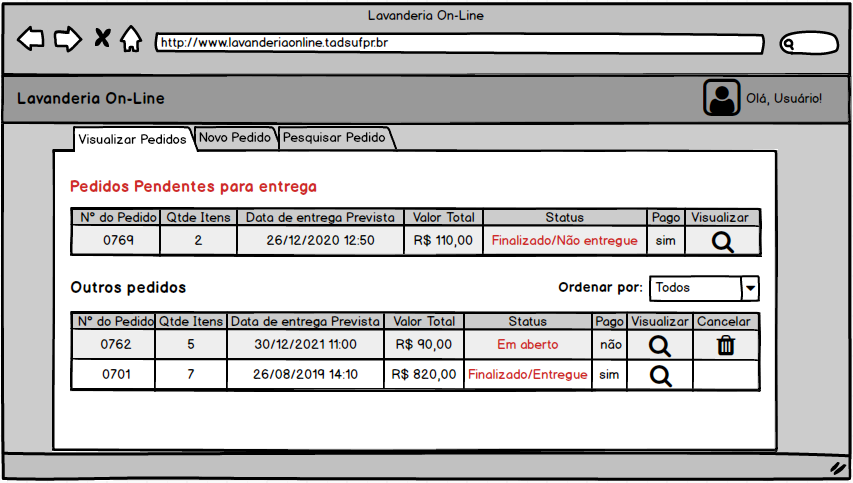 Lavanderia On-Line
http://www.lavanderiaonline.tadsufpr.br
Lavanderia On-Line
Olá, Usuário!
Visualizar Pedidos Novo Pedido Pesquisar Pedido
Pedidos Pendentes para entrega
Nº do Pedido Qtde Itens Data de entrega Prevista Valor Total Status Pago Visualizar
0769 2 26/12/2020 12:50 R$ 110,00 Finalizado/Não entregue sim
Outros pedidos Ordenar por: Todos
Nº do Pedido Qtde Itens Data de entrega Prevista Valor Total Status Pago Visualizar Cancelar
0762 5 30/12/2021 11:00 R$ 90,00 Em aberto não
0701 7 26/08/2019 14:10 R$ 820,00 Finalizado/Entregue sim